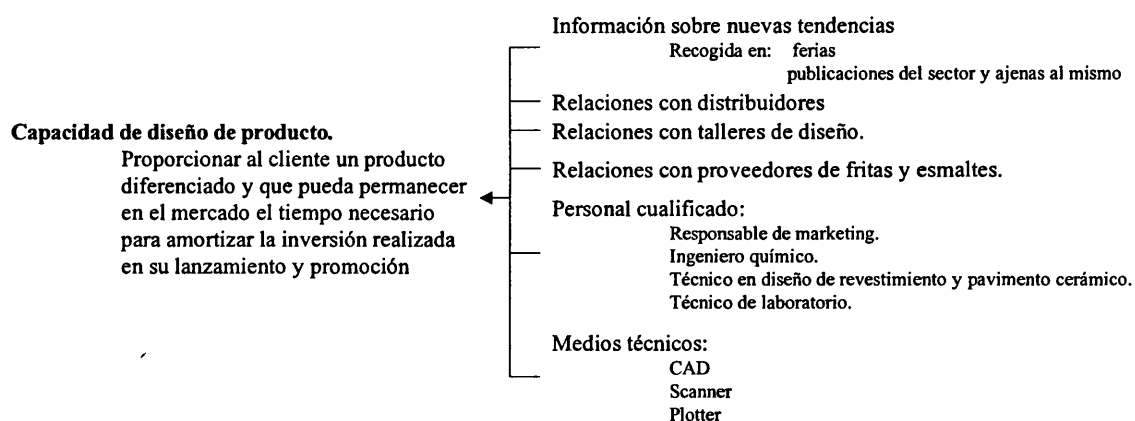 Información sobre nuevas tendencias
Recogida en: ferias
publicaciones del sector y ajenas al mismo
Relaciones con distribuidores
Capacidad de diseño de producto.
Relaciones con talleres de diseño.
Proporcionar al cliente un producto
diferenciado y que pueda permanecer
en el mercado el tiempo necesario
para amortizar la inversión realizada
en su lanzamiento y promoción
Relaciones con proveedores de fritas y esmaltes.
Personal cualificado:
Responsable de marketing.
Ingeniero químico.
Técnico en diseño de revestimiento y pavimento cerámico.
Técnico de laboratorio.
Medios técnicos:
CAD
Scanner
Plotter